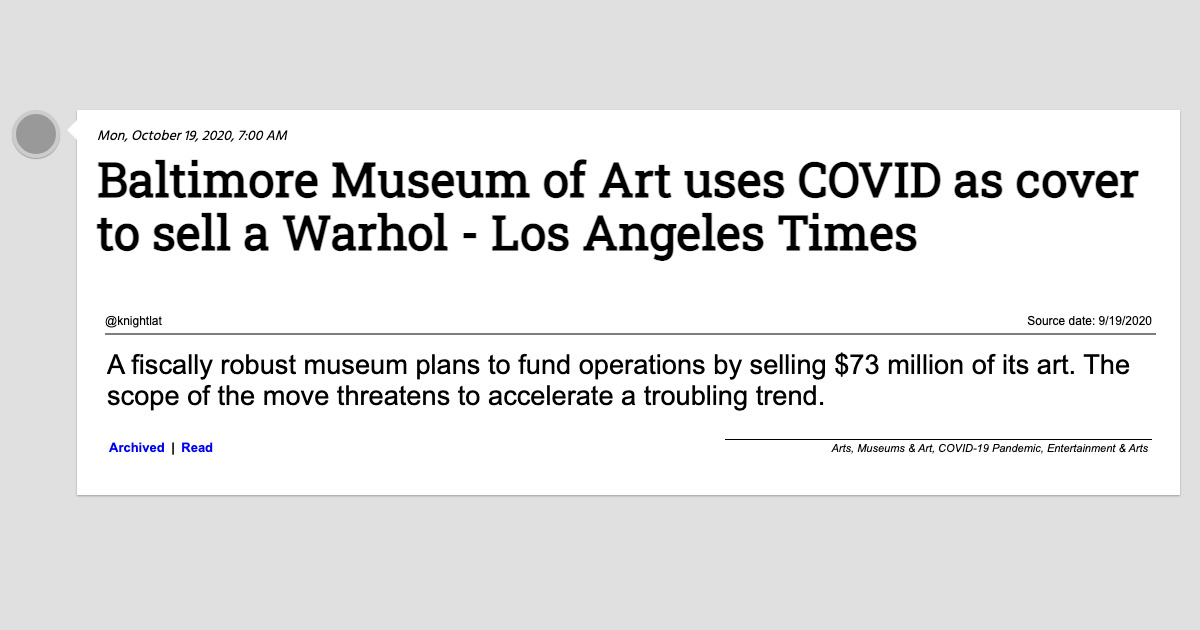 Mon, October 19, 2020, 7:00 AM
Baltimore Museum of Art uses COVID as cover
to sell a Warhol - Los Angeles Times
@knightlat
Source date: 9/19/2020
A fiscally robust museum plans to fund operations by selling $73 million of its art. The
scope of the move threatens to accelerate a troubling trend.
Archived | Read
Arts, Museums & Art, COVID-19 Pandemic, Entertainment & Arts